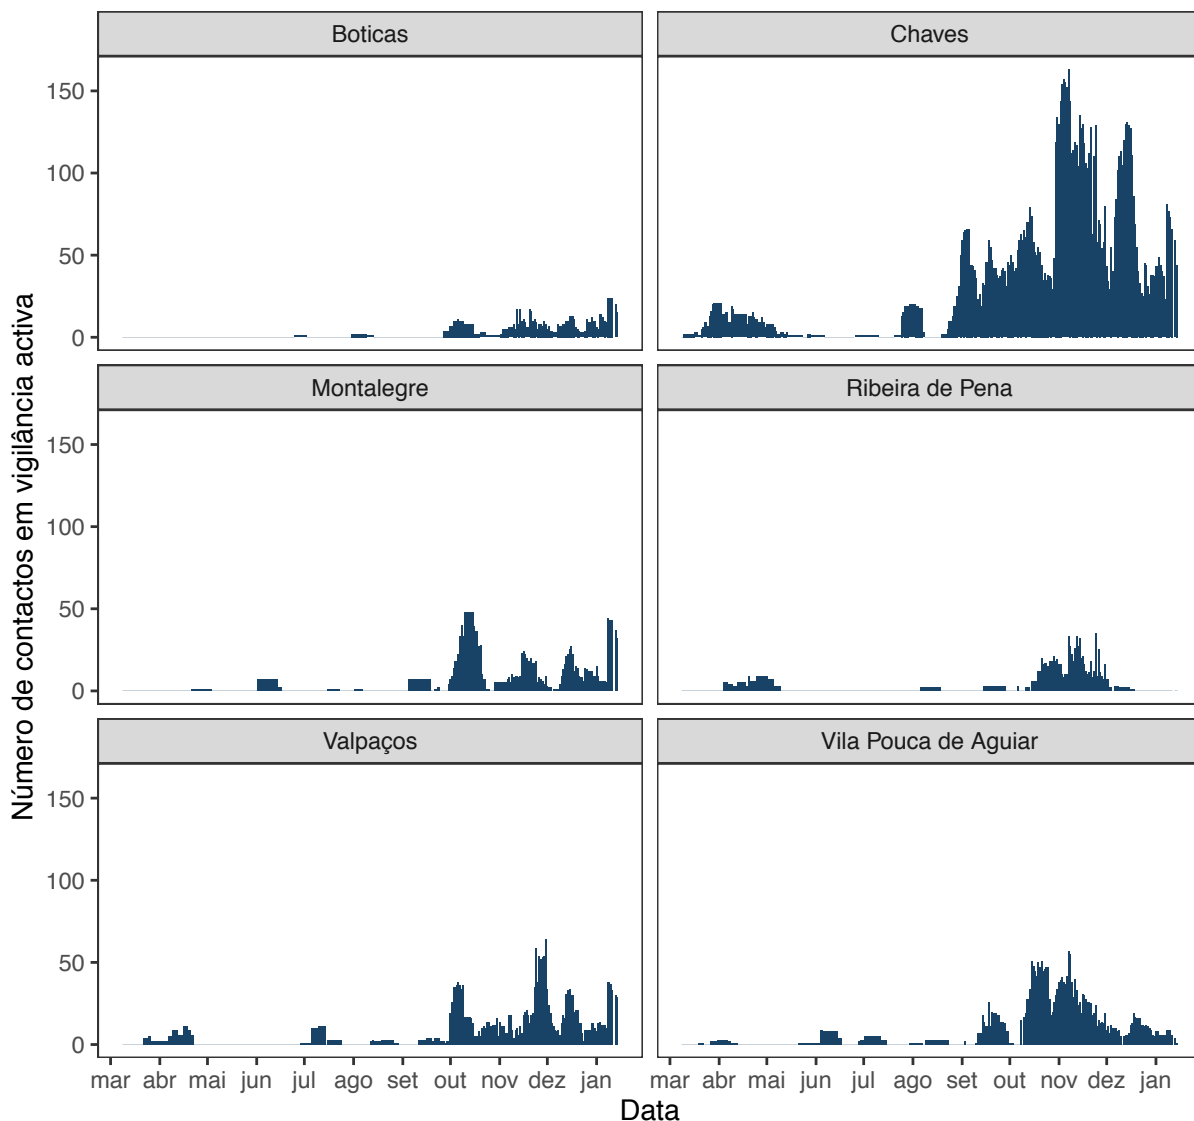 Boticas
Chaves
150
100
50
0
Montalegre
Ribeira de Pena
150
100
50
0
Valpaços
Vila Pouca de Aguiar
150
100
50
0
mar abr mai jun jul ago set out nov dez jan
mar abr mai jun jul ago set out nov dez jan
Data
Número de contactos em vigilância activa